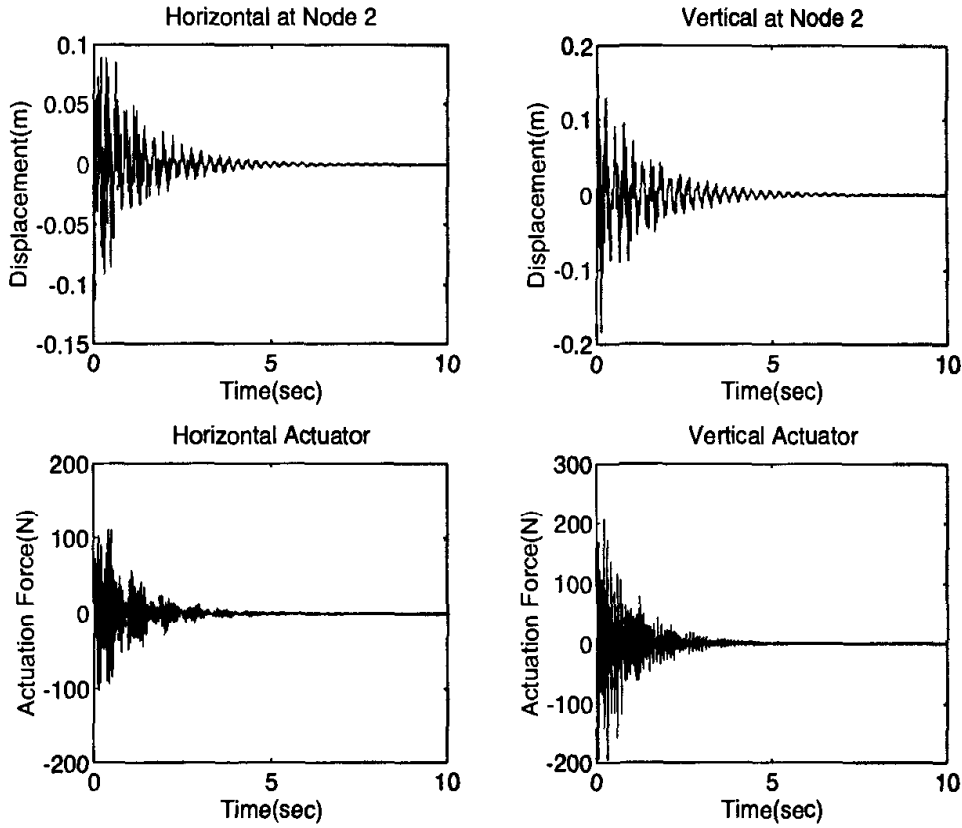 Horizontal at Node 2
0.1
0.05
0
-0.05
-0.1
-0.15
Displacement(m)
0 5 10
Time(sec)
Vertical at Node 2
0.2
0.1
0
-0.1
-0.2
Displacement(m)
0 5 10
Time(sec)
Horizontal Actuator
200
100
0
-100
-200
Actuation Force(N)
0 5 10
Time(sec)
Vertical Actuator
300
200
100
0
-100
-200
Actuation Force(N)
0 5 10
Time(sec)